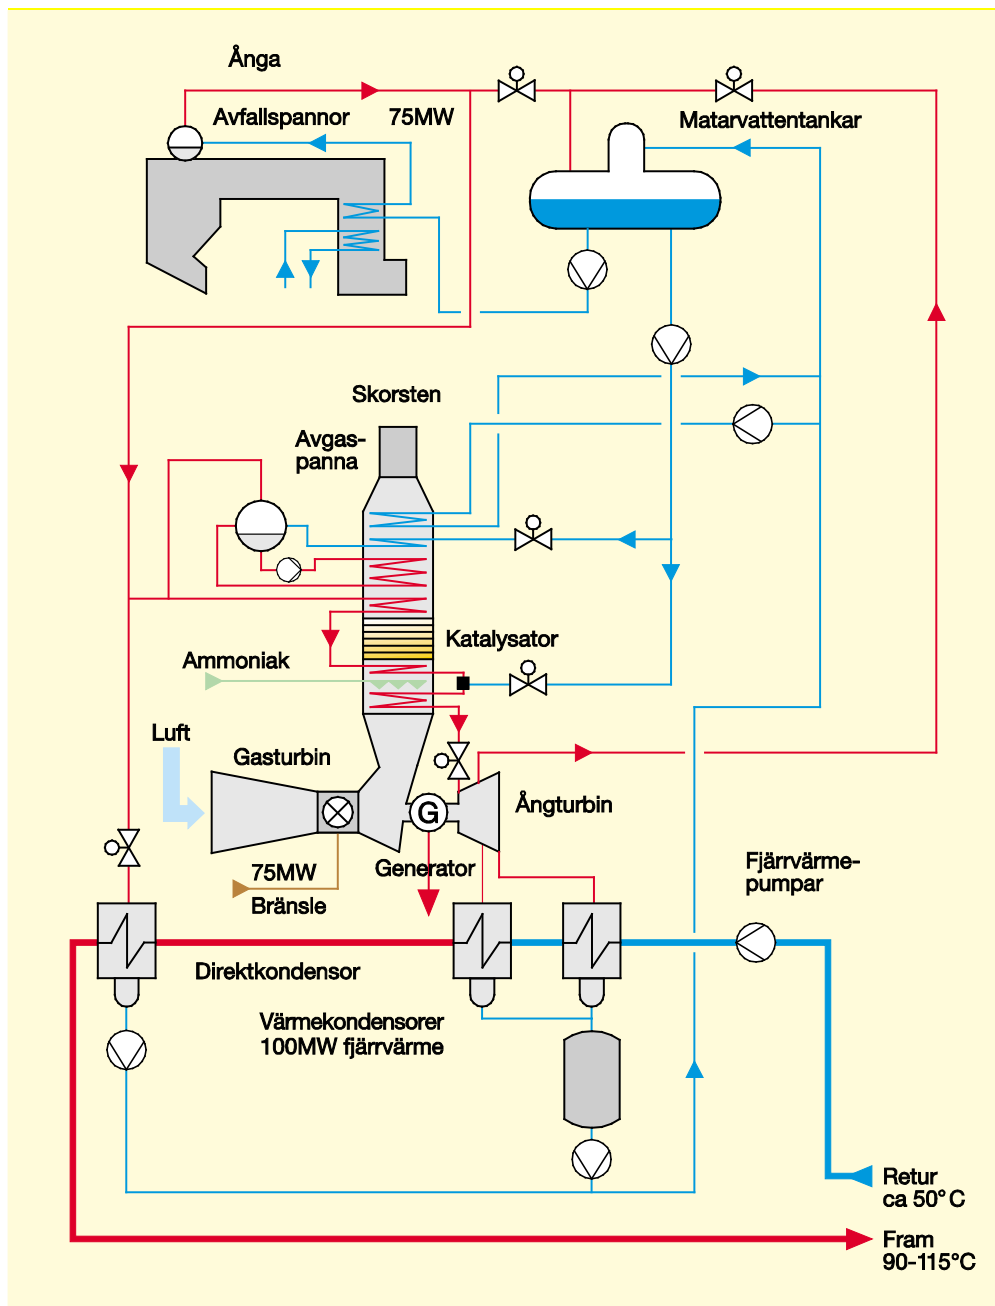 Ånga
Avfallspannor
75MW
Matarvattentankar
Skorsten
Avgas-
panna
Katalysator
Ammoniak
Luft
Gasturbin
Ångturbin
G
75MW
Bränsle
Generator
Fjärrvärme-
pumpar
Direktkondensor
Värmekondensorer
100MW fjärrvärme
Retur
ca 50°C
Fram
90-115°C